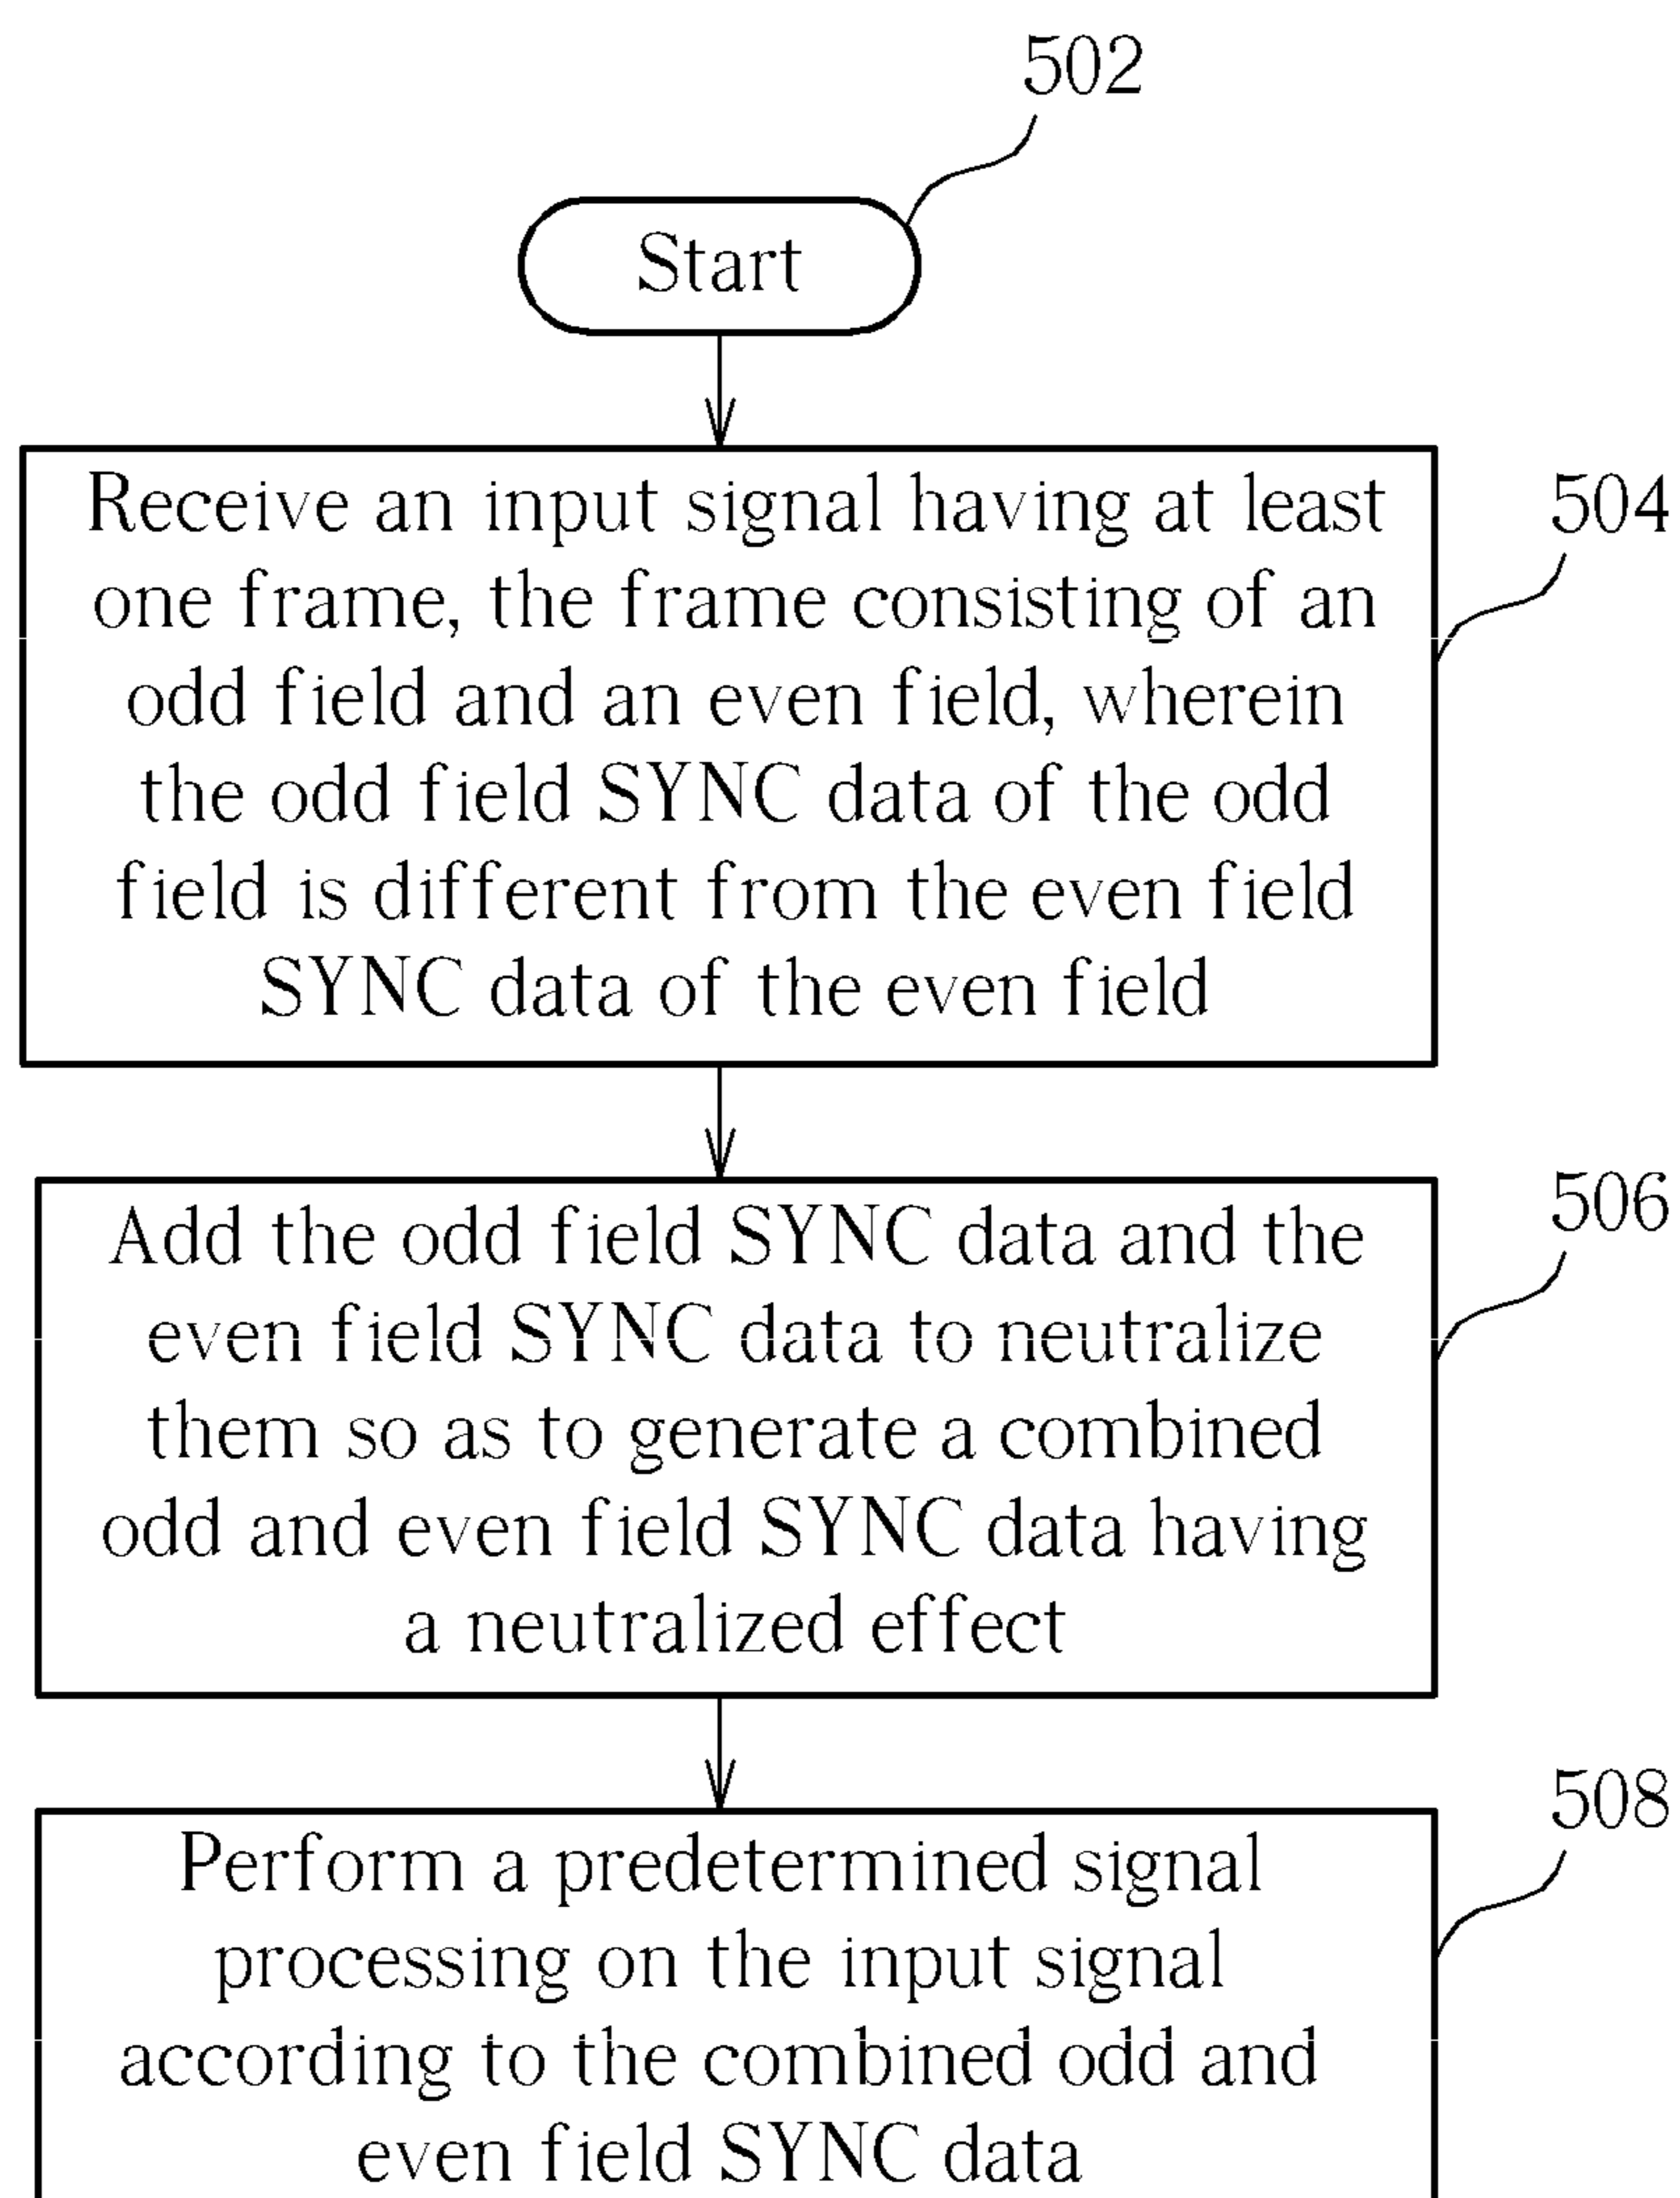 502
Start
Receive an input signal having at least
504
one frame, the frame consisting of an
odd field and an even field, wherein
the odd field SYNC data of the odd
field is different from the even field
SYNC data of the even field
Add the odd field SYNC data and the
506
even field SYNC data to neutralize
them so as to generate a combined
odd and even field SYNC data having
a neutralized effect
508
Perform a predetermined signal
processing on the input signal
according to the combined odd and
even field SYNC data